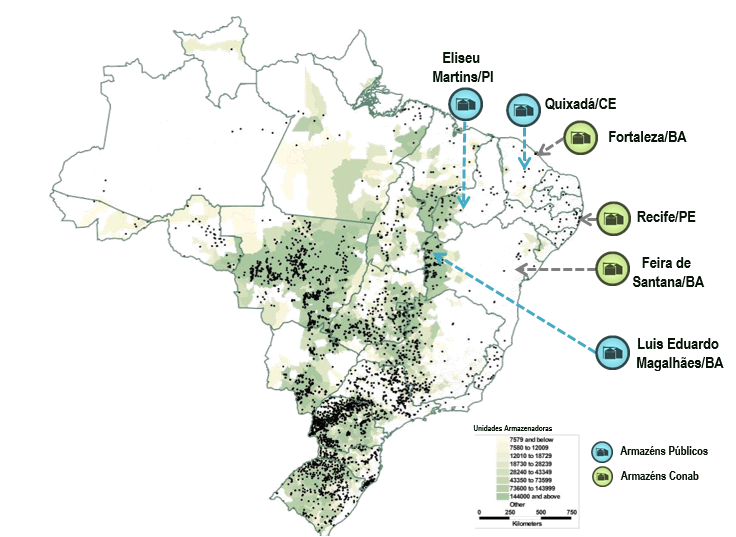 Eliseu
Martins/PI
Quixadá/CE
Fortaleza/BA
Recife/PE
Feira de
Santana/BA
Luis Eduardo
Magalhães/BA
Unidades Armazenadoras
7579 and below
7580 to 12009
12010 to 18729
18730 to 28239
28240 to 43349
43350 to 73599
73600 to 143999
144000 and above
Other
0 250 500 750
Kilometers
Armazéns Públicos
Armazéns Conab